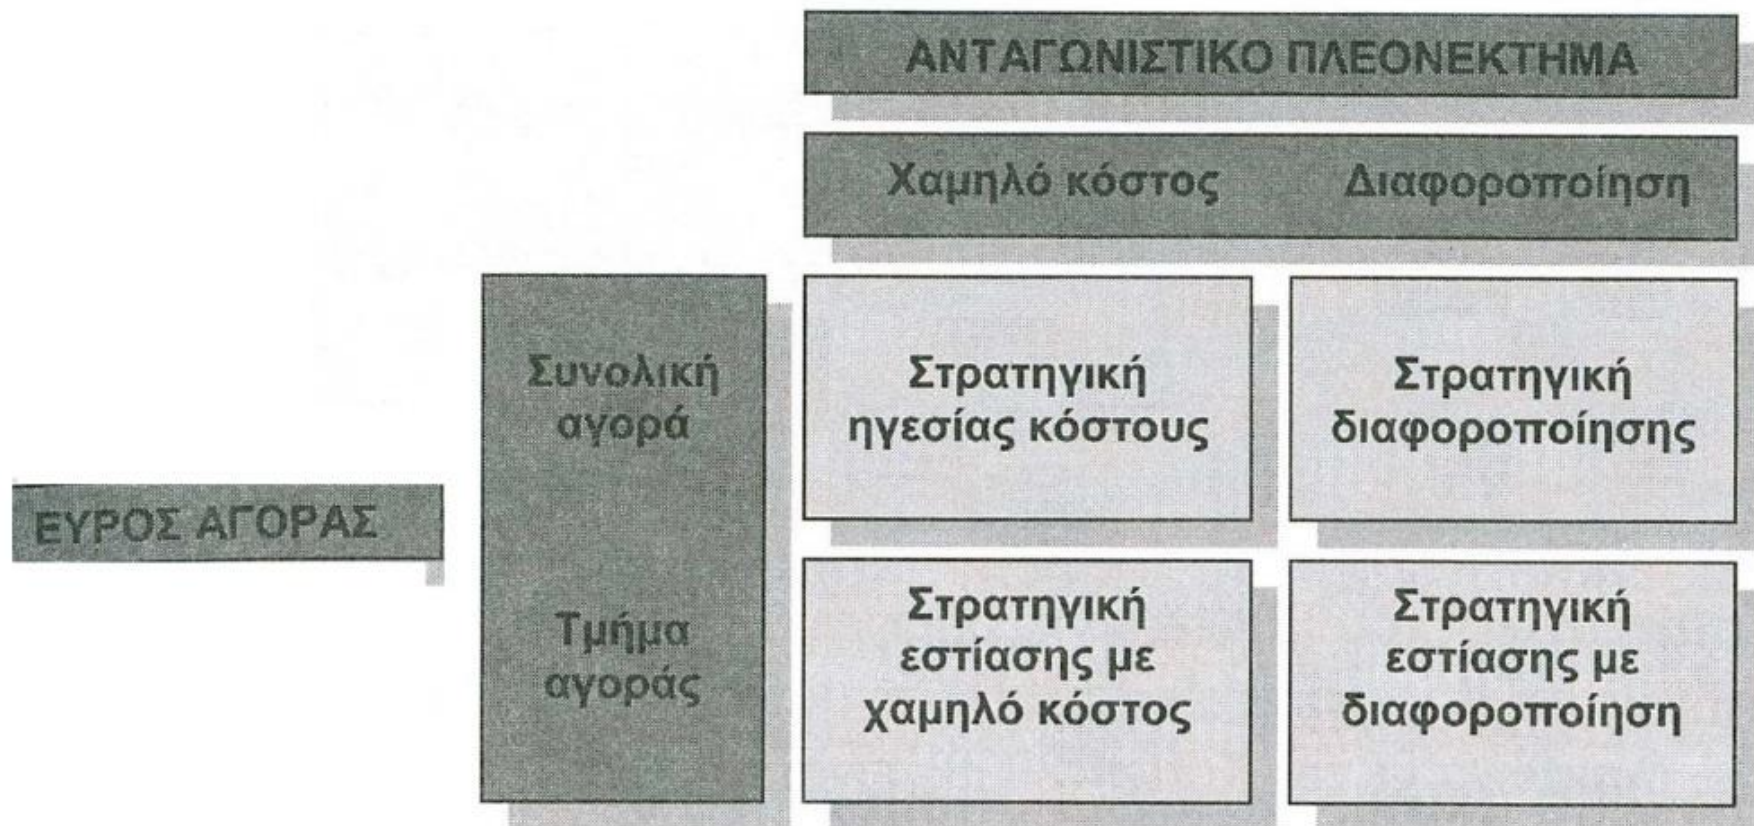 ΑΝΤΑΓΩΝΙΣΤΙΚΟ ΠΛΕΟΝΕΚΤΗΜΑ
Χαμηλό κόστος Διαφοροποίηση
Συνολική
αγορά
Στρατηγική
ηγεσίας κόστους
Στρατηγική
διαφοροποίησης
ΕΥΡΟΣ ΑΓΟΡΑΣ
Τμήμα
αγοράς
Στρατηγική
εστίασης με
χαμηλό κόστος
Στρατηγική
εστίασης με
διαφοροποίηση